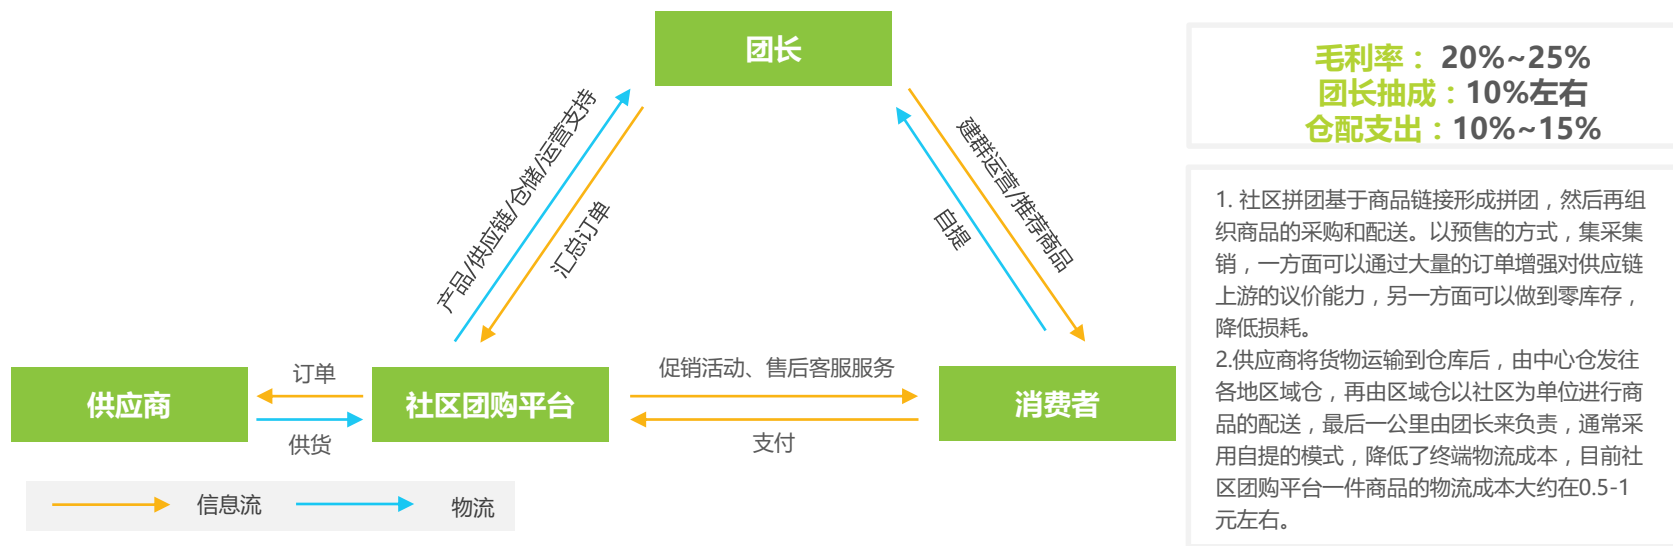 团长
毛利率： 20%~25%
团长抽成：10%左右
仓配支出：10%~15%
产品/供应链/仓储/运营支持
汇总订单
建群运营/推荐商品
自提
供应商
订单
供货
社区团购平台
促销活动、售后客服服务
支付
消费者
信息流
物流
1. 社区拼团基于商品链接形成拼团，然后再组
织商品的采购和配送。以预售的方式，集采集
销，一方面可以通过大量的订单增强对供应链
上游的议价能力，另一方面可以做到零库存，
降低损耗。
2.供应商将货物运输到仓库后，由中心仓发往
各地区域仓，再由区域仓以社区为单位进行商
品的配送，最后一公里由团长来负责，通常采
用自提的模式，降低了终端物流成本，目前社
区团购平台一件商品的物流成本大约在0.5-1
元左右。